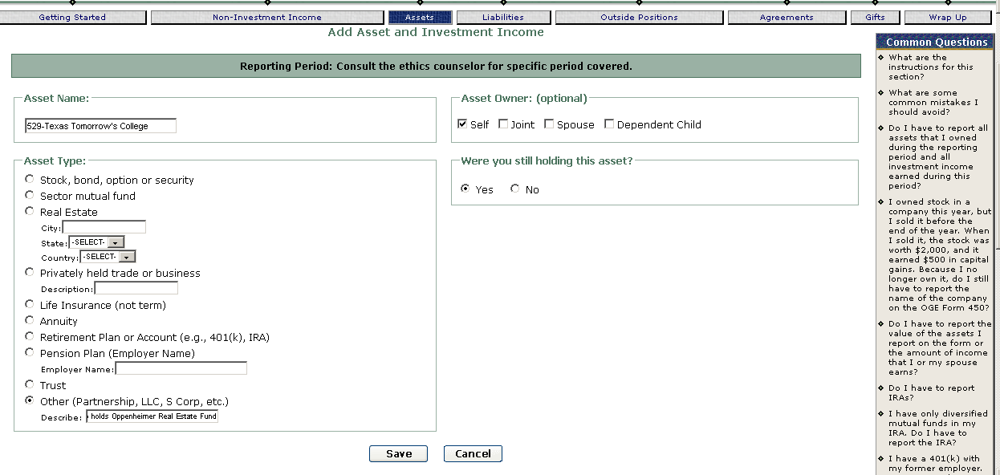 Getting Started Non-Investment Income Assets Liabilities Outside Positions Agreements Gifts Wrap Up
Add Asset and Investment Income
Reporting Period: Consult the ethics counselor for specific period covered.
Asset Name:
529-Texas Tomorrow's College
Asset Owner: (optional)
Self Joint Spouse Dependent Child
Asset Type:
Stock, bond, option or security
Sector mutual fund
Real Estate
City:
State: -SELECT-
Country: -SELECT-
Privately held trade or business
Description:
Life Insurance (not term)
Annuity
Retirement Plan or Account (e.g., 401(k), IRA)
Pension Plan (Employer Name)
Employer Name:
Trust
Other (Partnership, LLC, S Corp, etc.)
Describe: holds Oppenheimer Real Estate Fund
Were you still holding this asset?
Yes No
Save Cancel
Common Questions
What are the
instructions for this
section?
What are some
common mistakes I
should avoid?
Do I have to report all
assets that I owned
during the reporting
period and all
investment income
earned during this
period?
I owned stock in a
company this year, but
I sold it before the
end of the year. When
I sold it, the stock was
worth $2,000, and it
earned $500 in capital
gains. Because I no
longer own it, do I still
have to report the
name of the company
on the OGE Form 450?
Do I have to report the
value of the assets I
report on the form or
the amount of income
that I or my spouse
earns?
Do I have to report
IRAs?
I have only diversified
mutual funds in my
IRA. Do I have to
report the IRA?
I have a 401(k) with
my former employer.